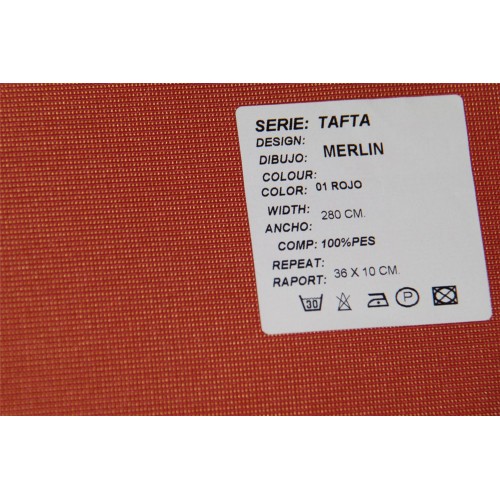 SERIE: TAFTA
DESIGN:
DIBUJO: MERLIN
COLOUR:
COLOR: 01 ROJO
WIDTH:
ANCHO: 280 CM.
COMP: 100%PES
REPEAT:
RAPORT: 36 X 10 CM.
30 P